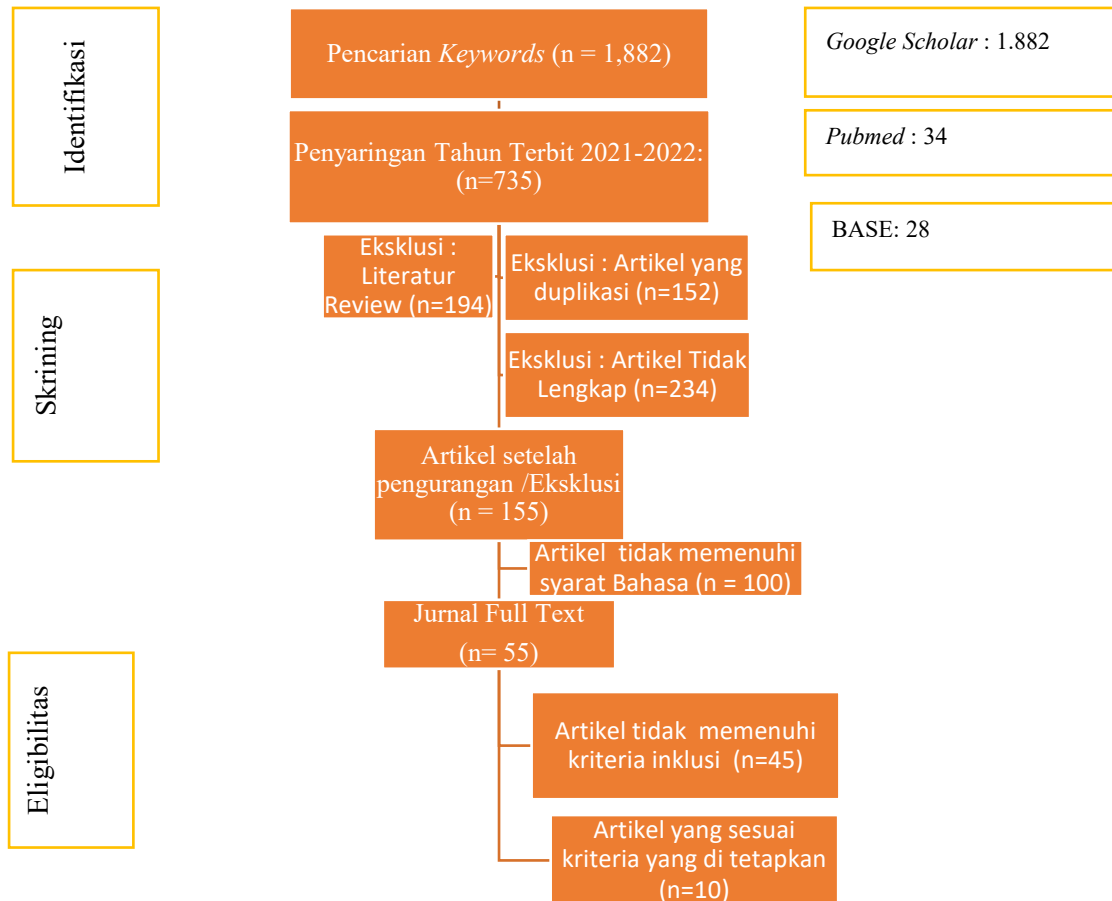 Identifikasi
Pencarian Keywords (n = 1,882)
Google Scholar : 1.882
Penyaringan Tahun Terbit 2021-2022:
(n=735)
Pubmed : 34
BASE: 28
Skrining
Eksklusi :
Literatur
Review (n=194)
Eksklusi : Artikel yang
duplikasi (n=152)
Eksklusi : Artikel Tidak
Lengkap (n=234)
Artikel setelah
pengurangan /Eksklusi
(n = 155)
Artikel tidak memenuhi
syarat Bahasa (n = 100)
Jurnal Full Text
(n= 55)
Eligibilitas
Artikel tidak memenuhi
kriteria inklusi (n=45)
Artikel yang sesuai
kriteria yang di tetapkan
(n=10)